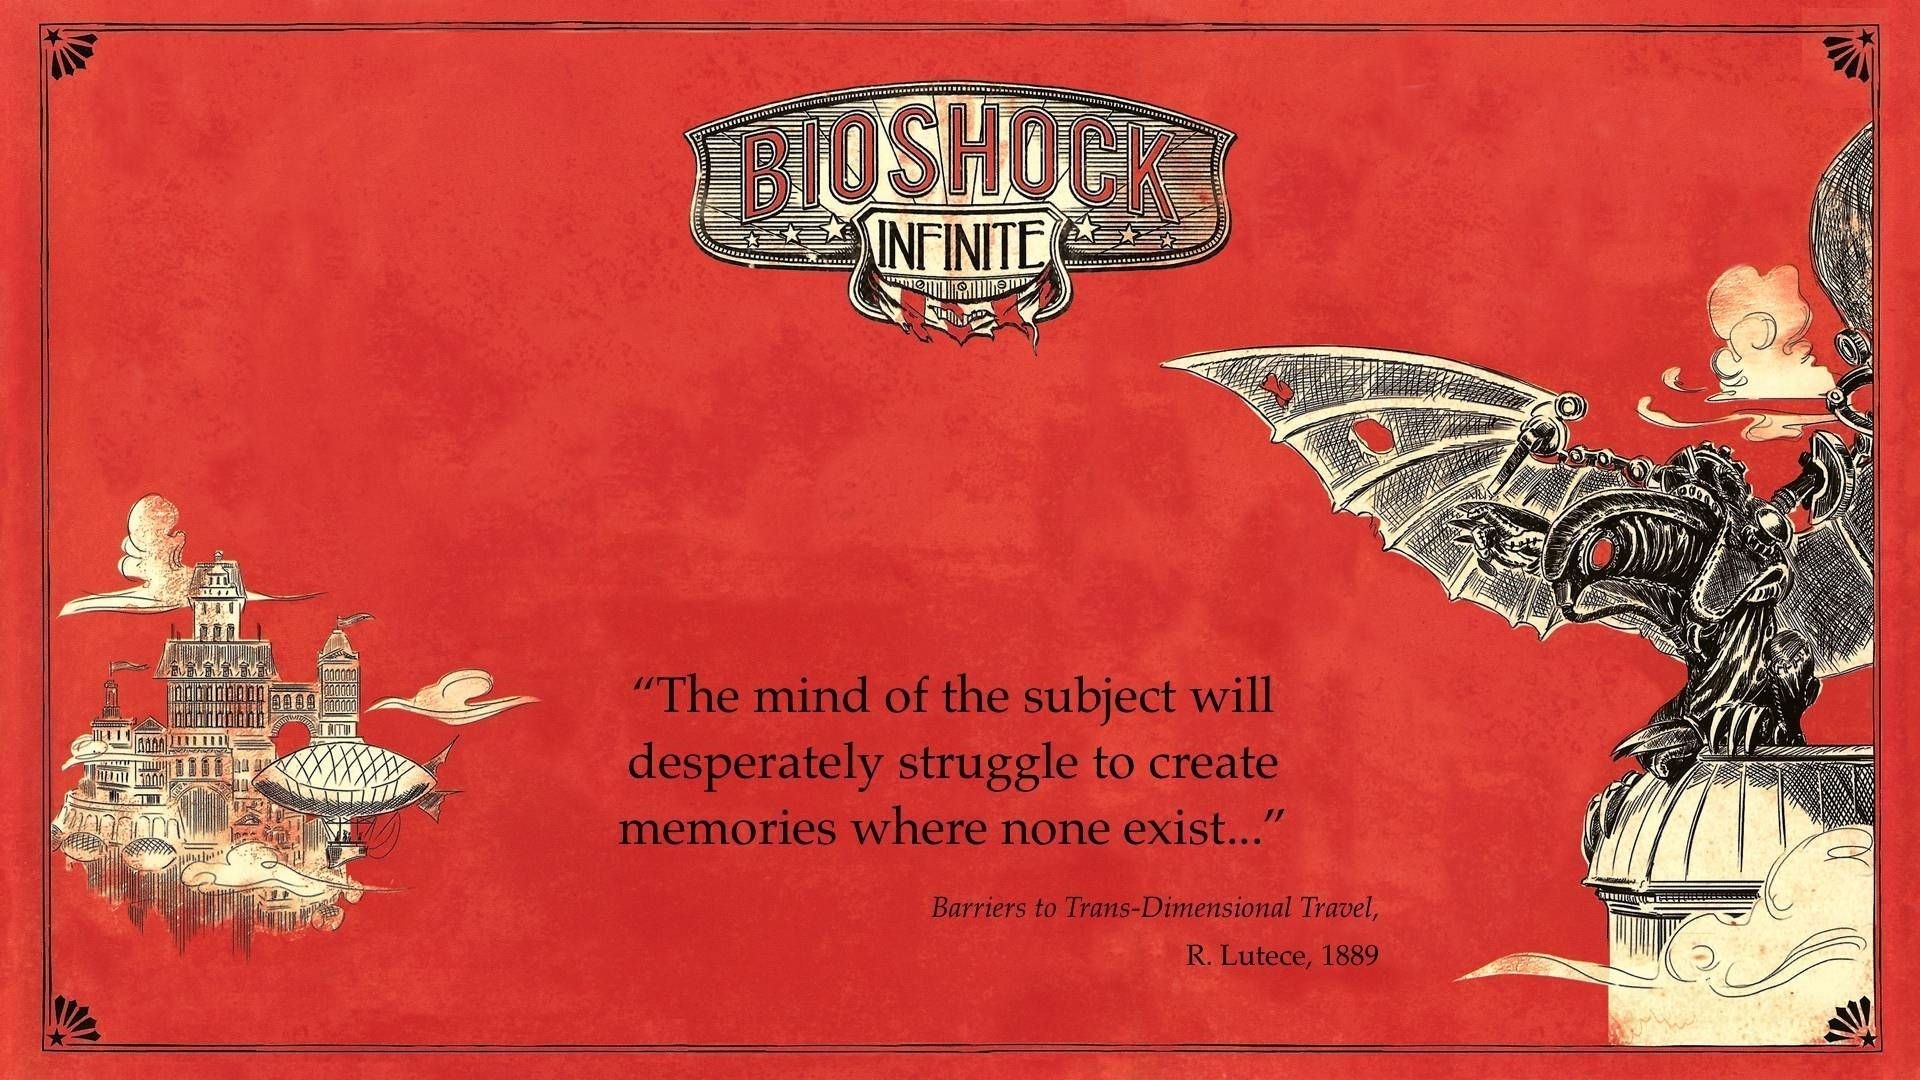 BIOSHOCK
INFINITE
“The mind of the subject will
desperately struggle to create
memories where none exist...”
Barriers to Trans-Dimensional Travel,
R. Lutece, 1889